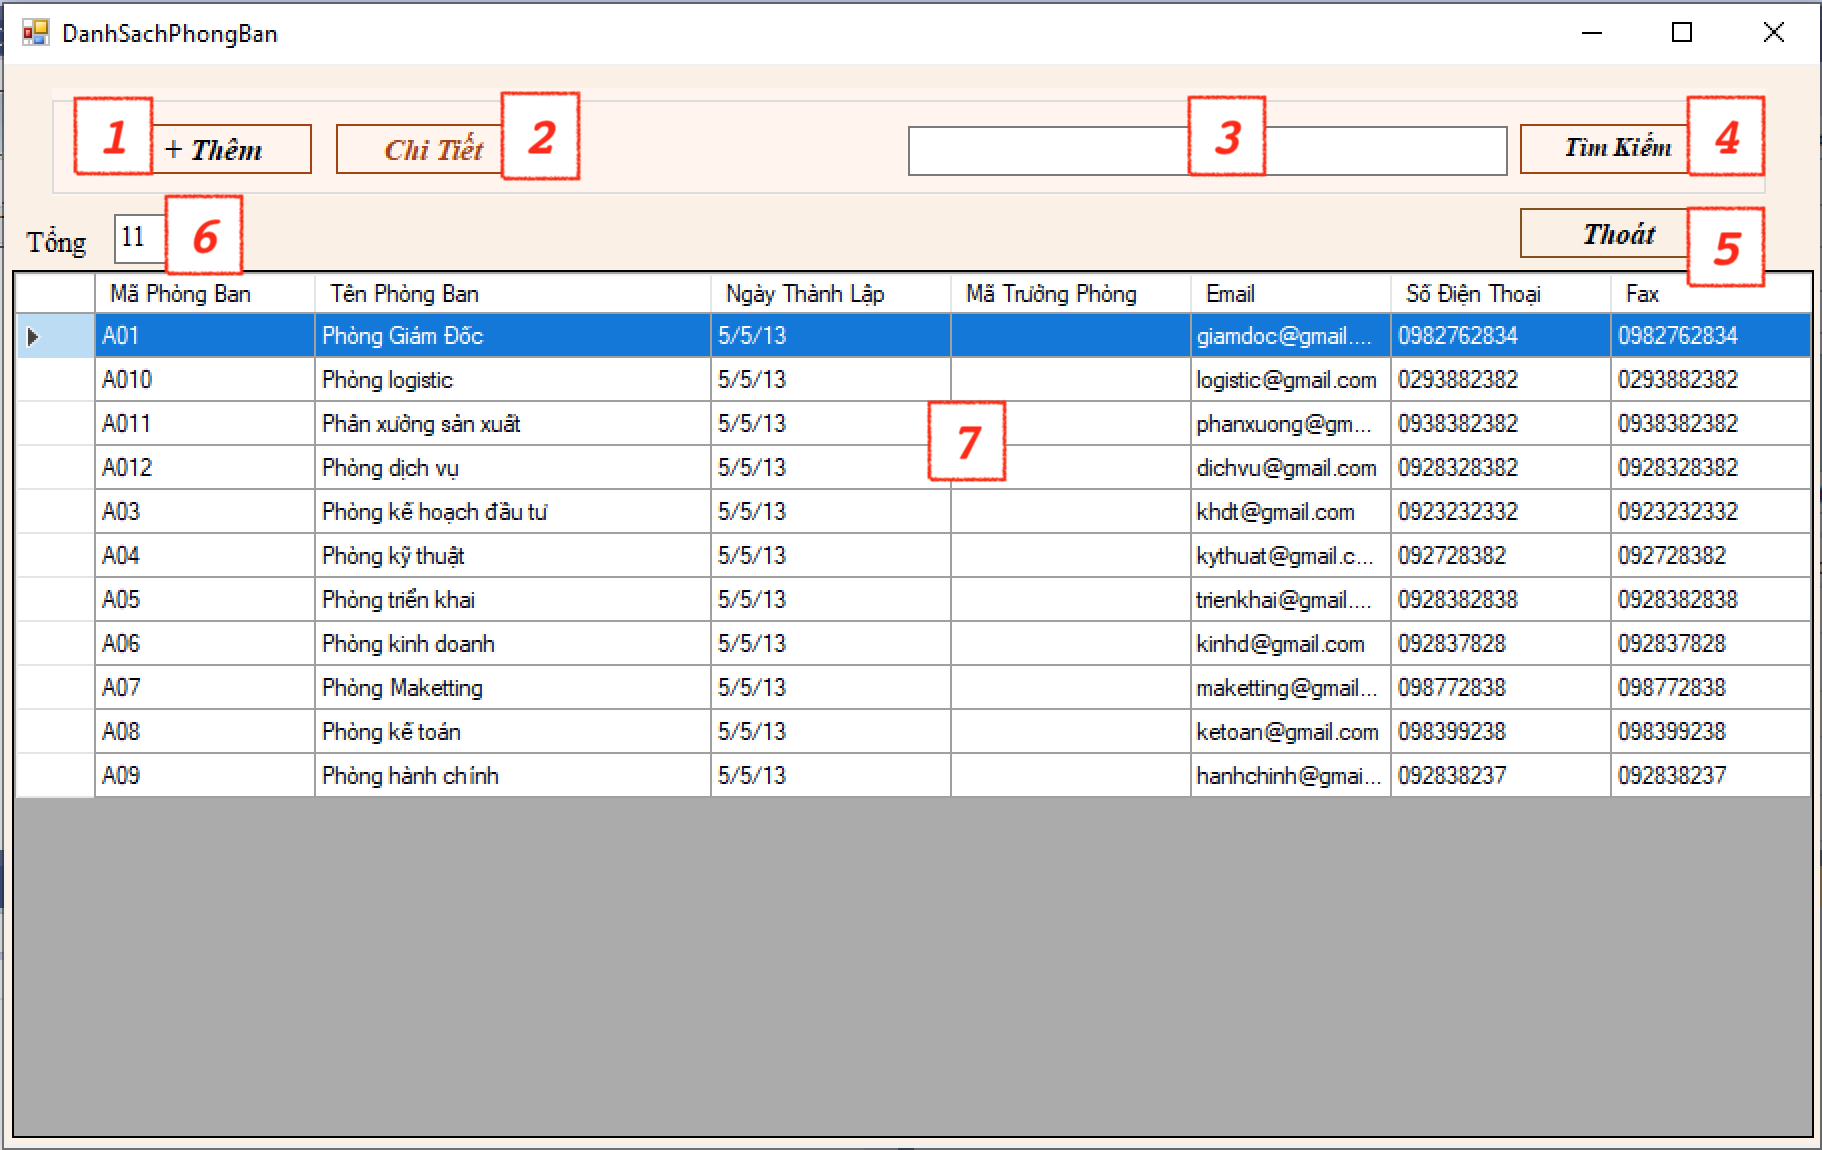 DanhSachPhongBan
1 + Thêm Chi Tiết 2 3 Tìm Kiếm 4
Tổng 11 6 Thoát 5
Mã Phòng Ban Tên Phòng Ban Ngày Thành Lập Mã Trưởng Phòng Email Số Điện Thoại Fax
A01 Phòng Giám Đốc 5/5/13 giamdoc@gmail.... 0982762834 0982762834
A010 Phòng logistic 5/5/13 logistic@gmail.com 0293882382 0293882382
A011 Phân xưởng sản xuất 5/5/13 phanxuong@gm... 0938382382 0938382382
7
A012 Phòng dịch vụ 5/5/13 dichvu@gmail.com 0928328382 0928328382
A03 Phòng kế hoạch đầu tư 5/5/13 khdt@gmail.com 0923232332 0923232332
A04 Phòng kỹ thuật 5/5/13 kythuat@gmail.c... 092728382 092728382
A05 Phòng triển khai 5/5/13 trienkhai@gmail.... 0928382838 0928382838
A06 Phòng kinh doanh 5/5/13 kinhd@gmail.com 092837828 092837828
A07 Phòng Maketting 5/5/13 maketting@gmail... 098772838 098772838
A08 Phòng kế toán 5/5/13 ketoan@gmail.com 098399238 098399238
A09 Phòng hành chính 5/5/13 hanhchinh@gmai... 092838237 092838237